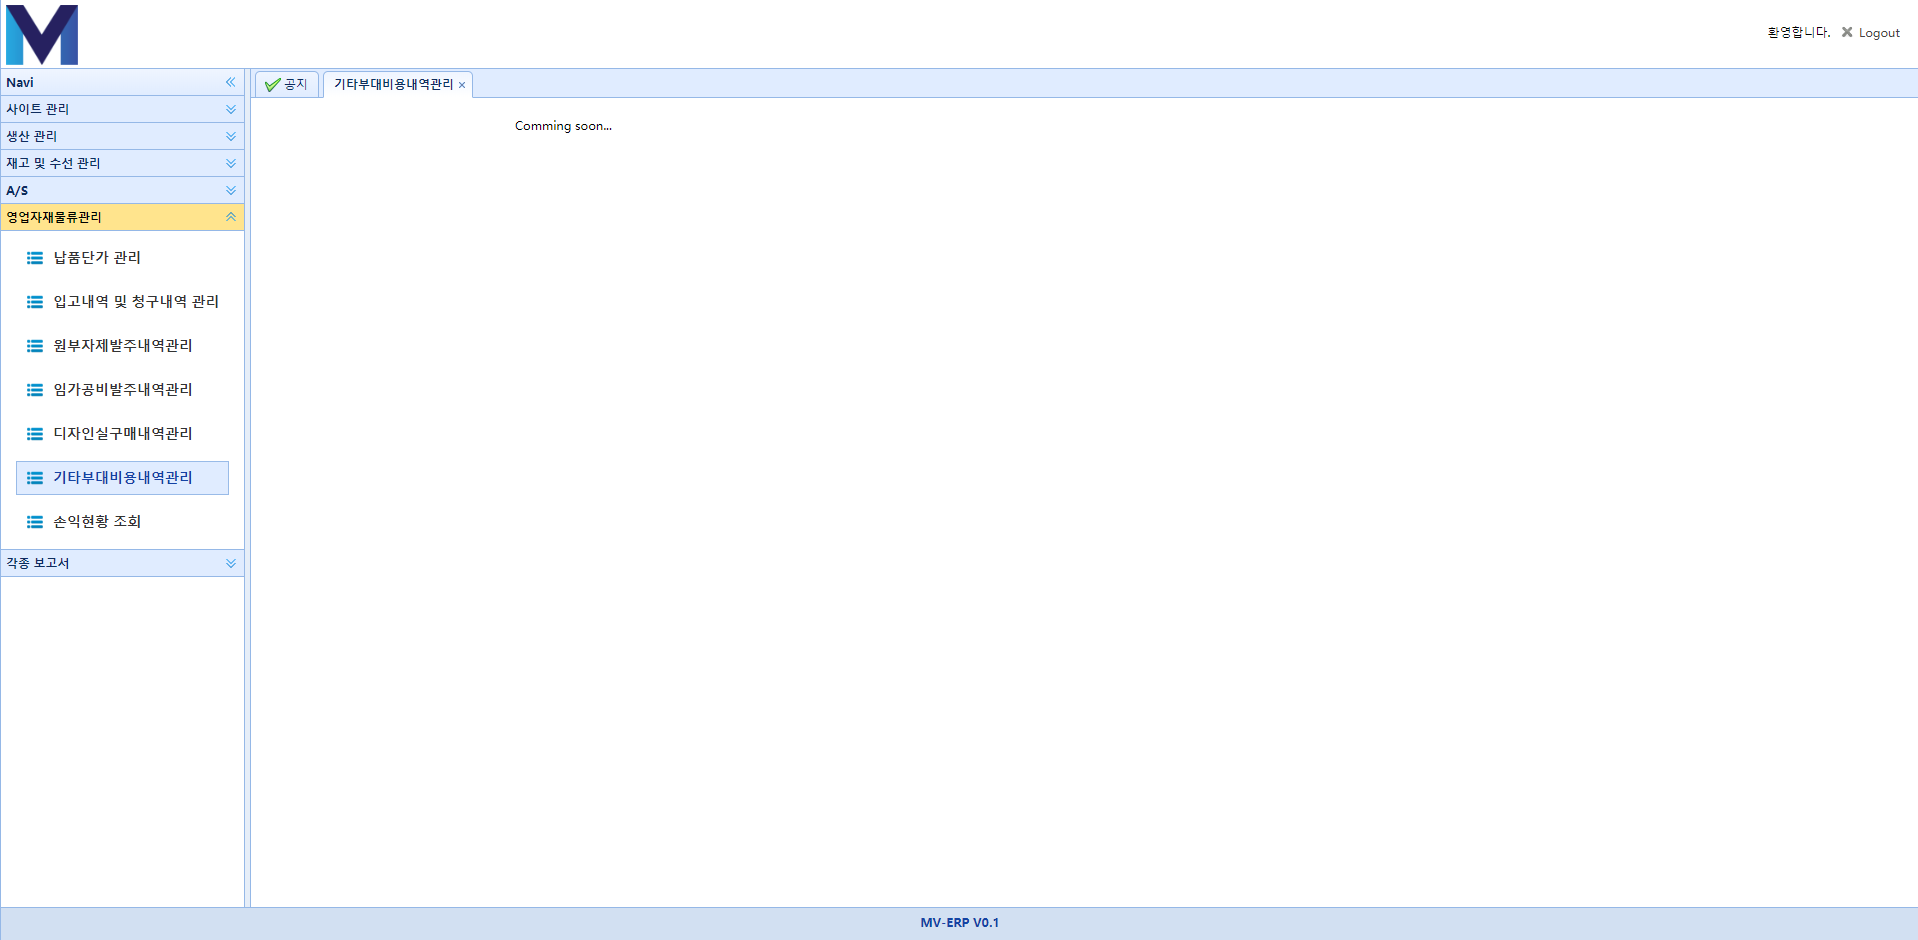 환영합니다. Logout
Navi
사이트 관리
생산 관리
재고 및 수선 관리
A/S
영업자재물류관리
납품단가 관리
입고내역 및 청구내역 관리
원부자제발주내역관리
임가공비발주내역관리
디자인실구매내역관리
기타부대비용내역관리
손익현황 조회
각종 보고서
공지
기타부대비용내역관리
Comming soon...
MV-ERP V0.1